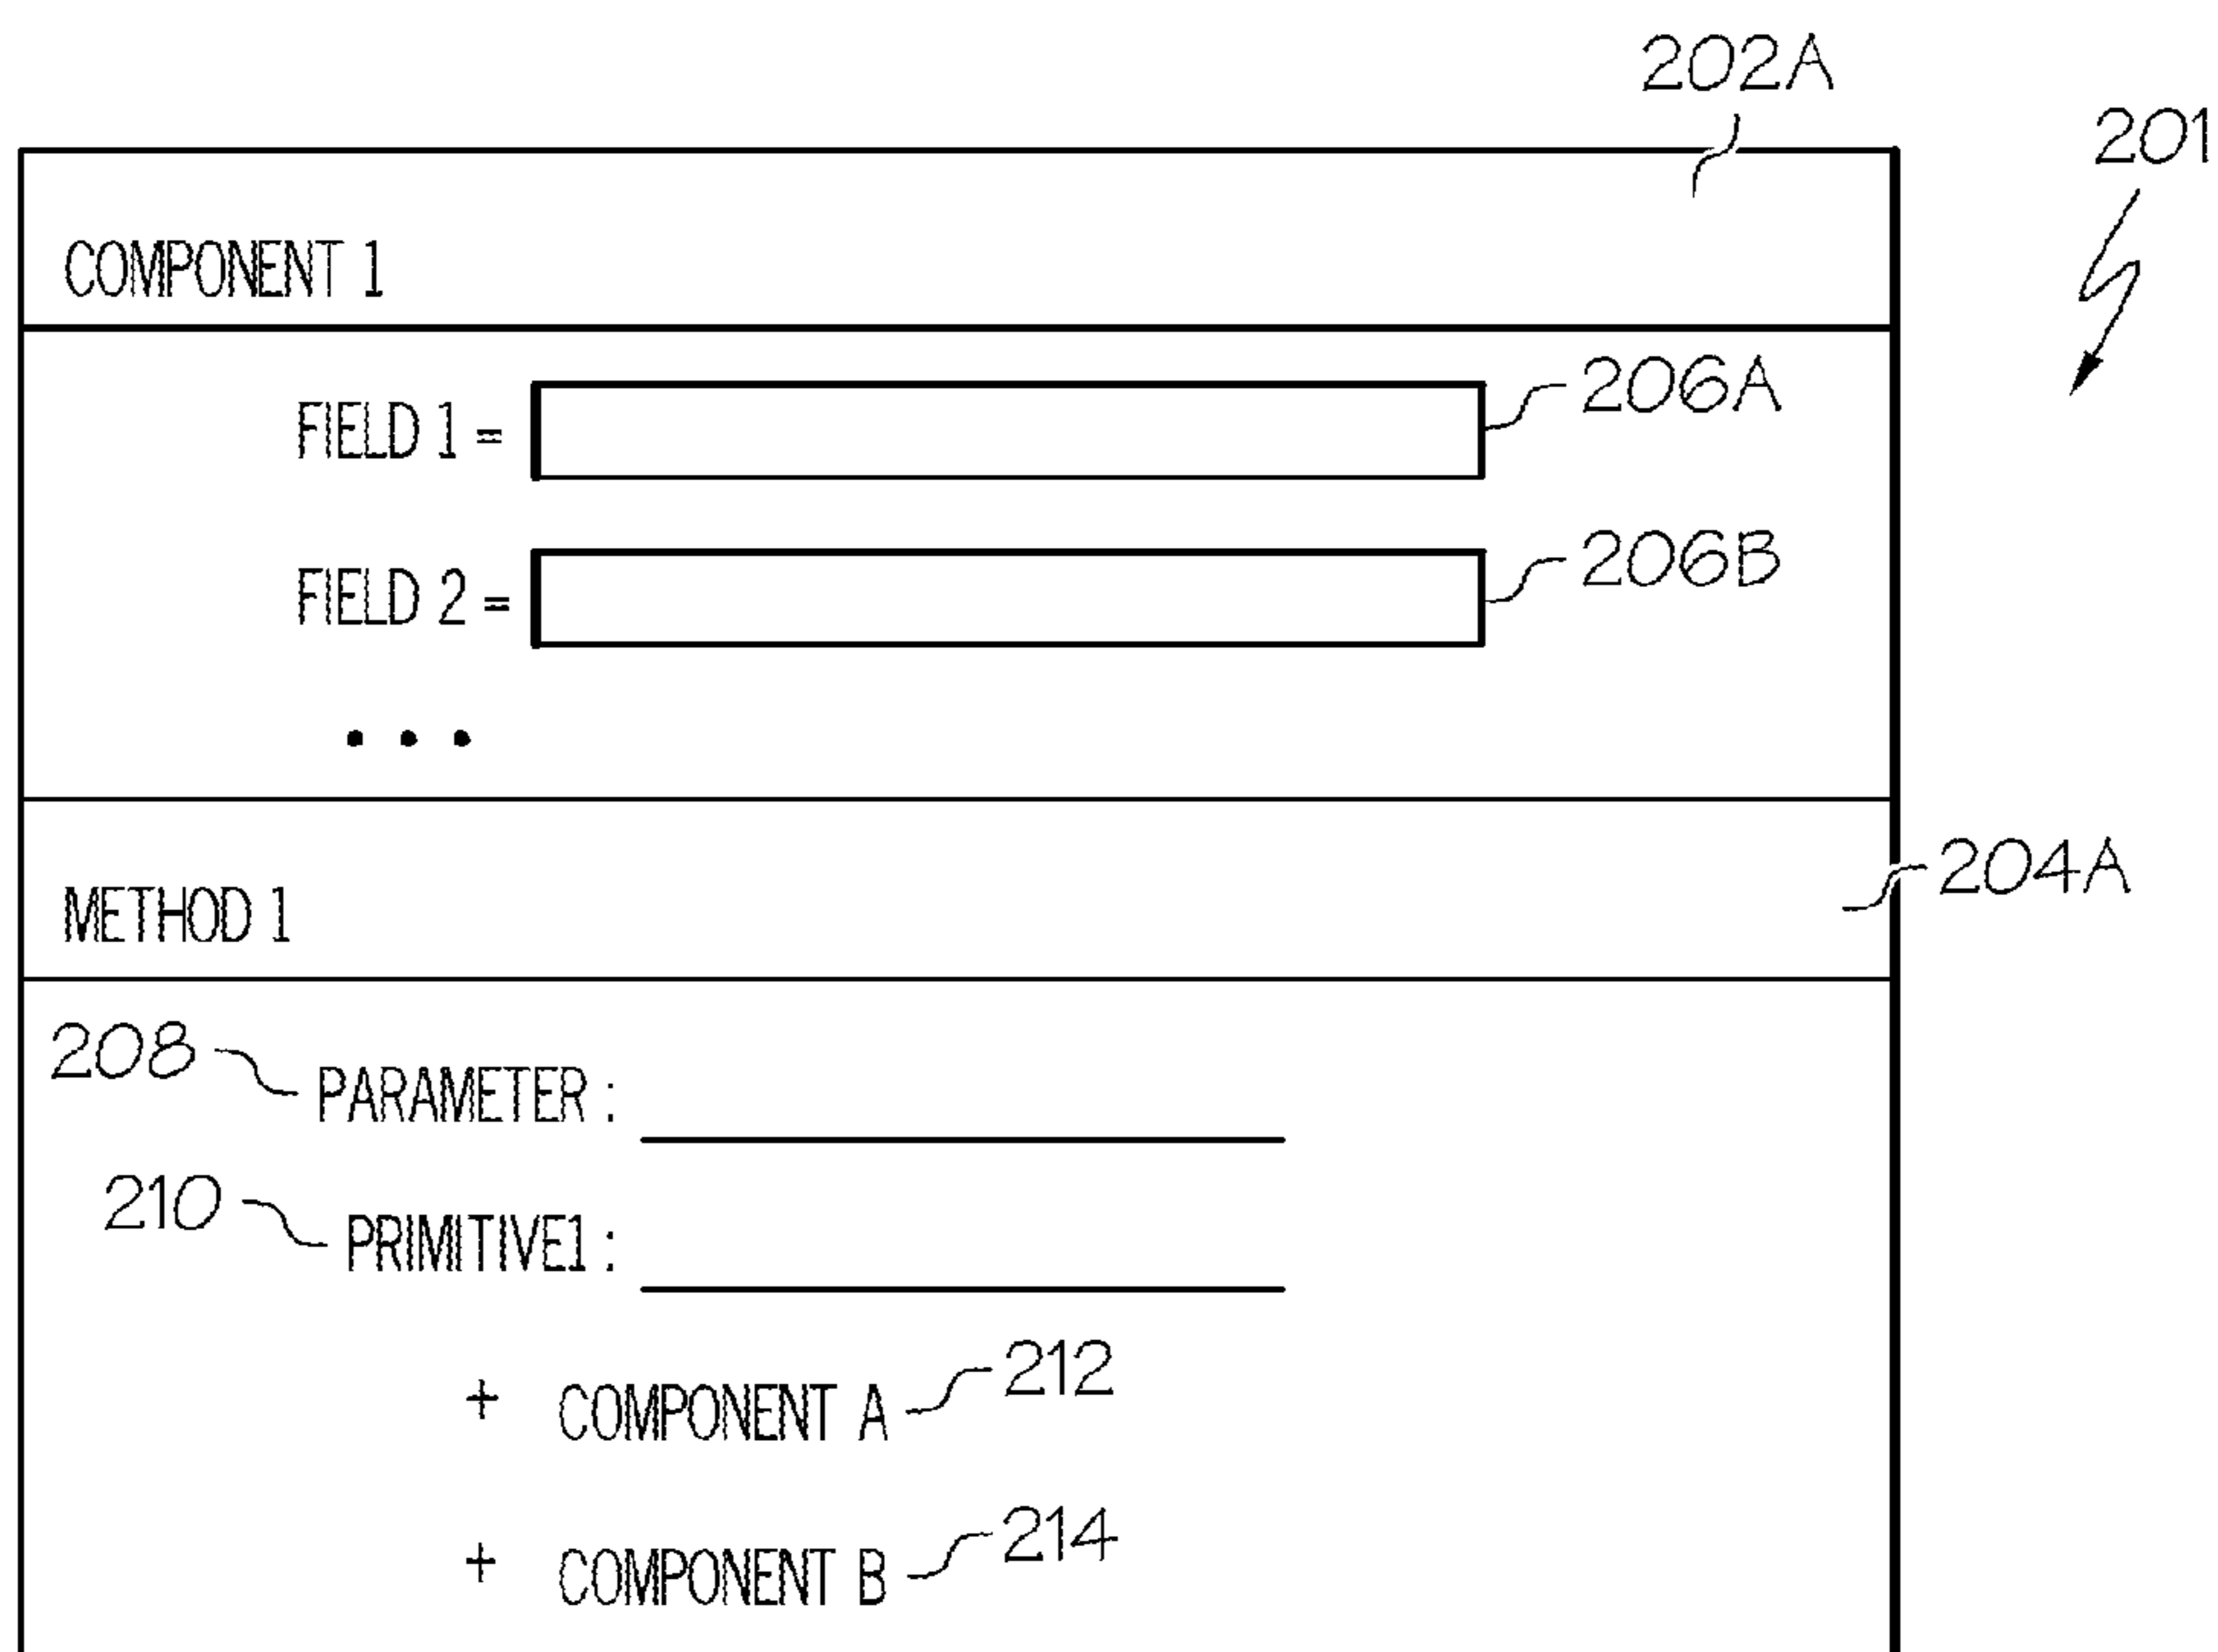 202A
201
COMPONENT 1
FIELD 1 = 206A
FIELD 2 = 206B
• • •
METHOD 1 204A
208 PARAMETER :
210 PRIMITIVE1 :
+ COMPONENT A 212
+ COMPONENT B 214